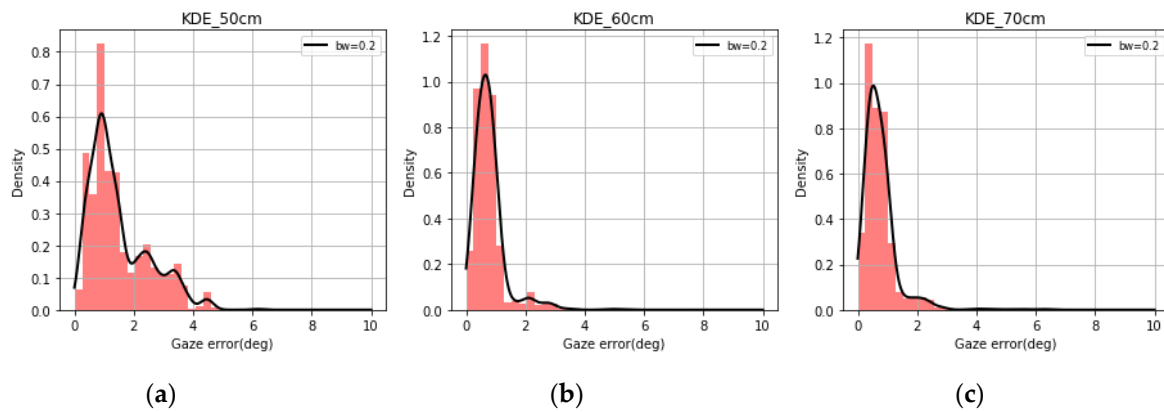 KDE_50cm
bw=0.2
Density
0.8
0.7
0.6
0.5
0.4
0.3
0.2
0.1
0.0
0 2 4 6 8 10
Gaze error(deg)
(a)
KDE_60cm
bw=0.2
Density
1.2
1.0
0.8
0.6
0.4
0.2
0.0
0 2 4 6 8 10
Gaze error(deg)
(b)
KDE_70cm
bw=0.2
Density
1.2
1.0
0.8
0.6
0.4
0.2
0.0
0 2 4 6 8 10
Gaze error(deg)
(c)